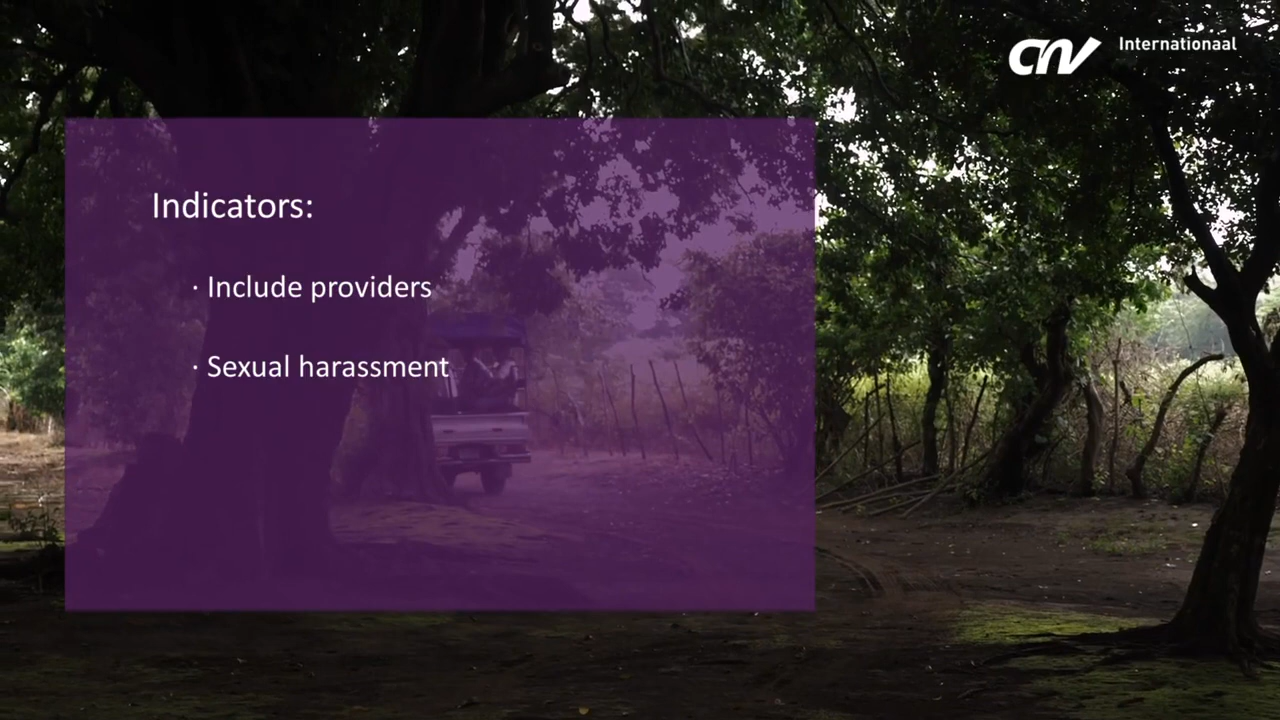 CNV Internationaal
Indicators:
· Include providers
· Sexual harassment